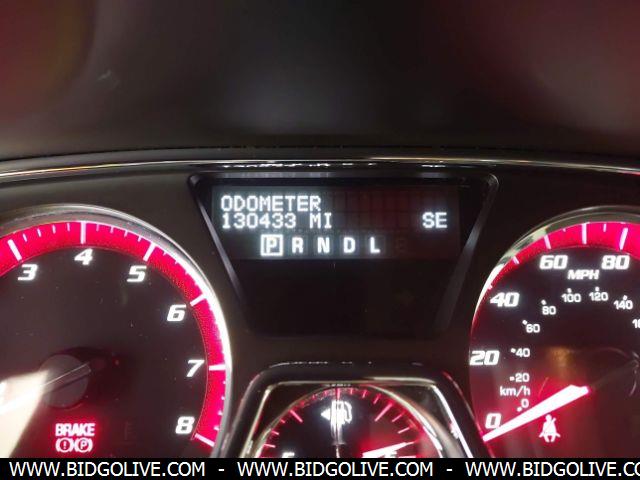 ODOMETER
130433 MI SE
P R N D L
3 4 5 6 7 8
BRAKE
(!) (P)
60 80
MPH
40 80 100 120 140
60
20 40
20
km/h
0 0
WWW.BIDGOLIVE.COM - WWW.BIDGOLIVE.COM - WWW.BIDGOLIVE.COM